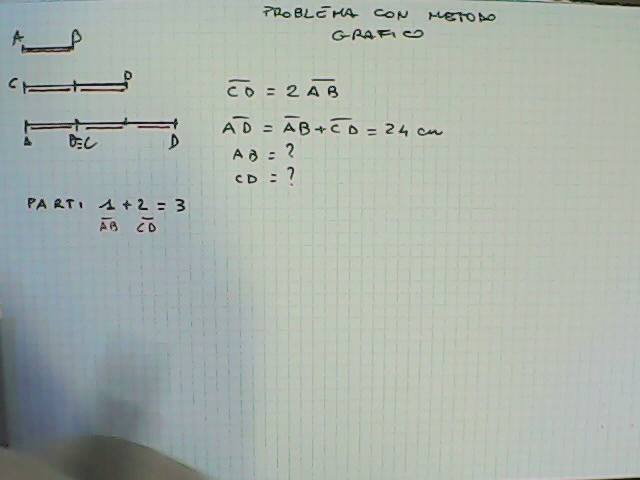 PROBLEMA CON METODO
GRAFICO
A B
C D
A B≡C D
CD = 2 AB
AD = AB + CD = 24 cm
AB = ?
CD = ?
PARTI 1 + 2 = 3
AB CD